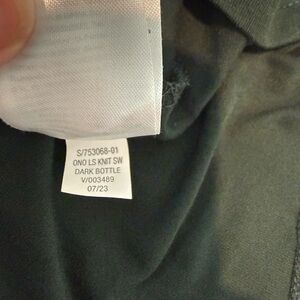 S/753068-01
ONO LS KNIT SW
DARK BOTTLE
V/003489
07/23